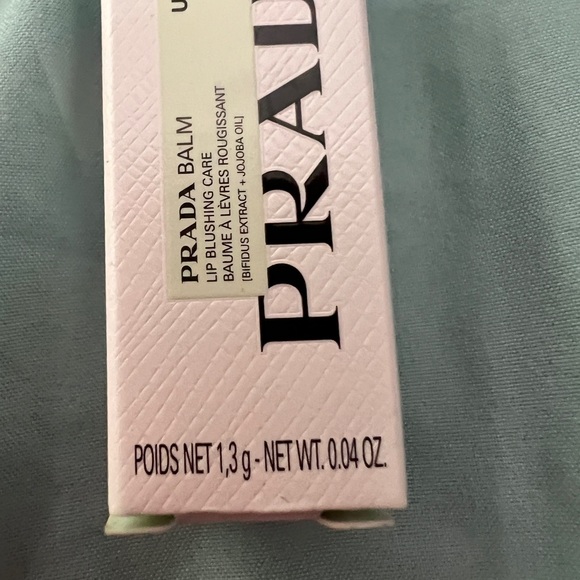 U
PRADA BALM
LIP BLUSHING CARE
BAUME À LÈVRES ROUGISSANT
[BIFIDUS EXTRACT + JOJOBA OIL]
PRAD
POIDS NET 1,3 g - NET WT. 0.04 OZ.